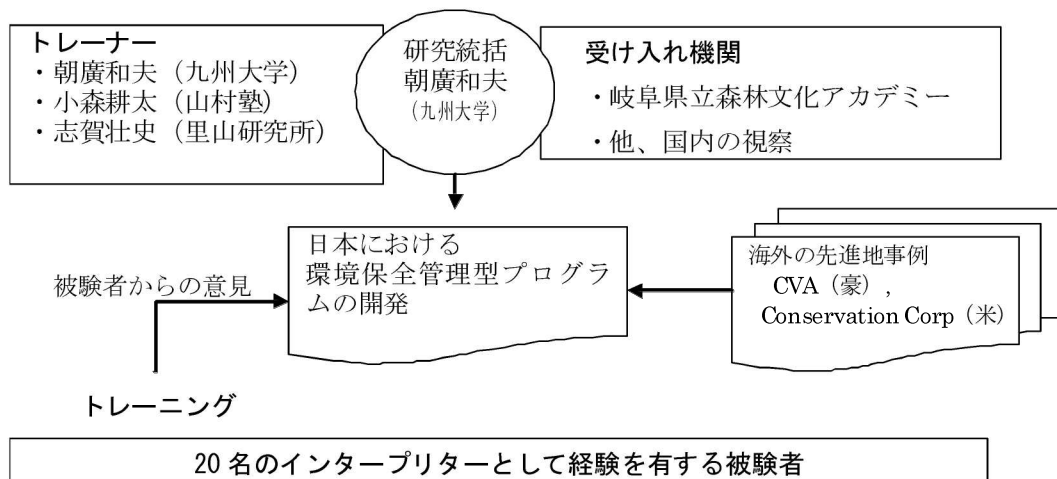 トレーナー
・朝廣和夫（九州大学）
・小森耕太（山村塾）
・志賀壮史（里山研究所）
研究統括
朝廣和夫
（九州大学）
受け入れ機関
・岐阜県立森林文化アカデミー
・他、国内の視察
日本における
環境保全管理型プログラ
ムの開発
海外の先進地事例
CVA（豪）,
Conservation Corp（米）
被験者からの意見
トレーニング
20 名のインタープリターとして経験を有する被験者